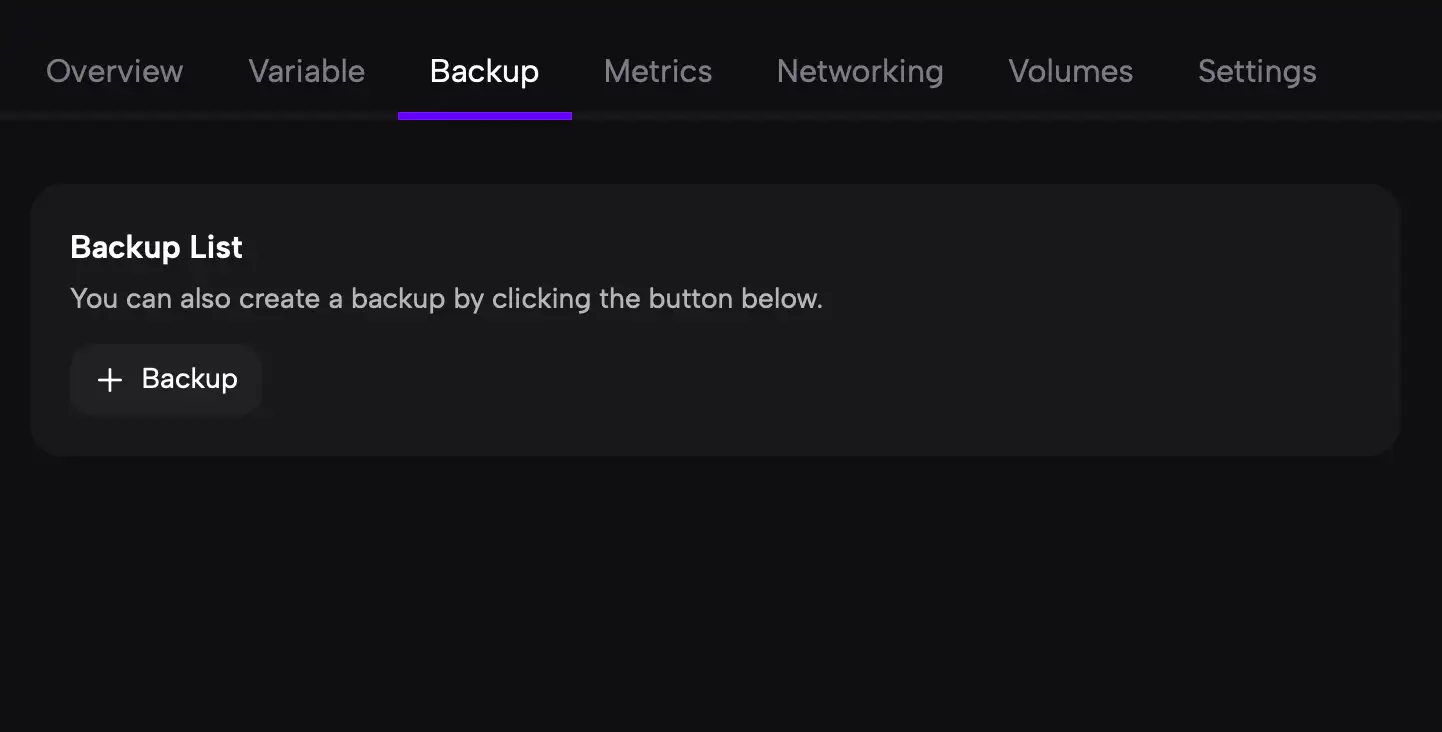 Overview Variable Backup Metrics Networking Volumes Settings
Backup List
You can also create a backup by clicking the button below.
+ Backup